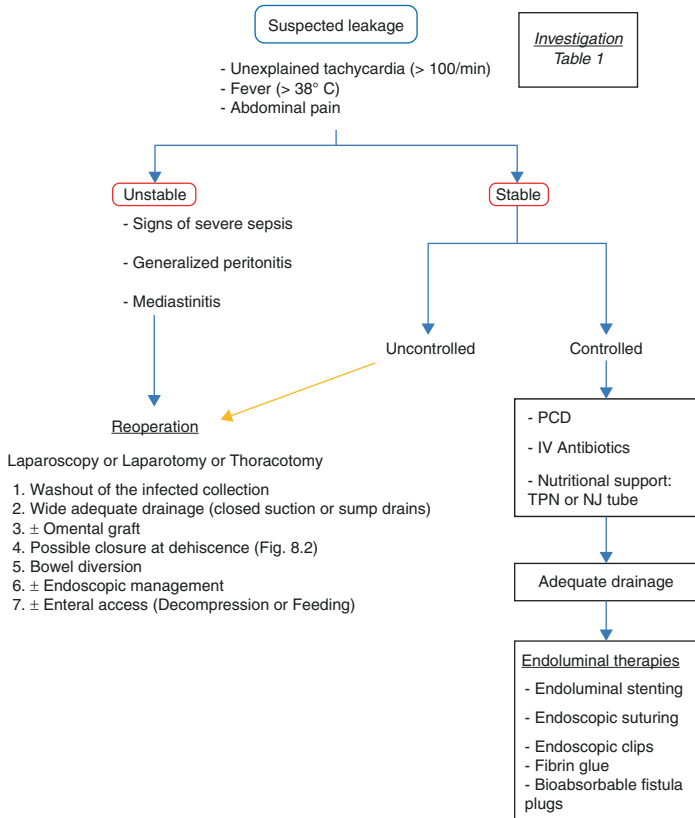 Suspected leakage
Investigation
Table 1
- Unexplained tachycardia (> 100/min)
- Fever (> 38° C)
- Abdominal pain
Unstable
Stable
- Signs of severe sepsis
- Generalized peritonitis
- Mediastinitis
Uncontrolled
Controlled
Reoperation
Laparoscopy or Laparotomy or Thoracotomy
1. Washout of the infected collection
2. Wide adequate drainage (closed suction or sump drains)
3. ± Omental graft
4. Possible closure at dehiscence (Fig. 8.2)
5. Bowel diversion
6. ± Endoscopic management
7. ± Enteral access (Decompression or Feeding)
- PCD
- IV Antibiotics
- Nutritional support:
TPN or NJ tube
Adequate drainage
Endoluminal therapies
- Endoluminal stenting
- Endoscopic suturing
- Endoscopic clips
- Fibrin glue
- Bioabsorbable fistula
plugs